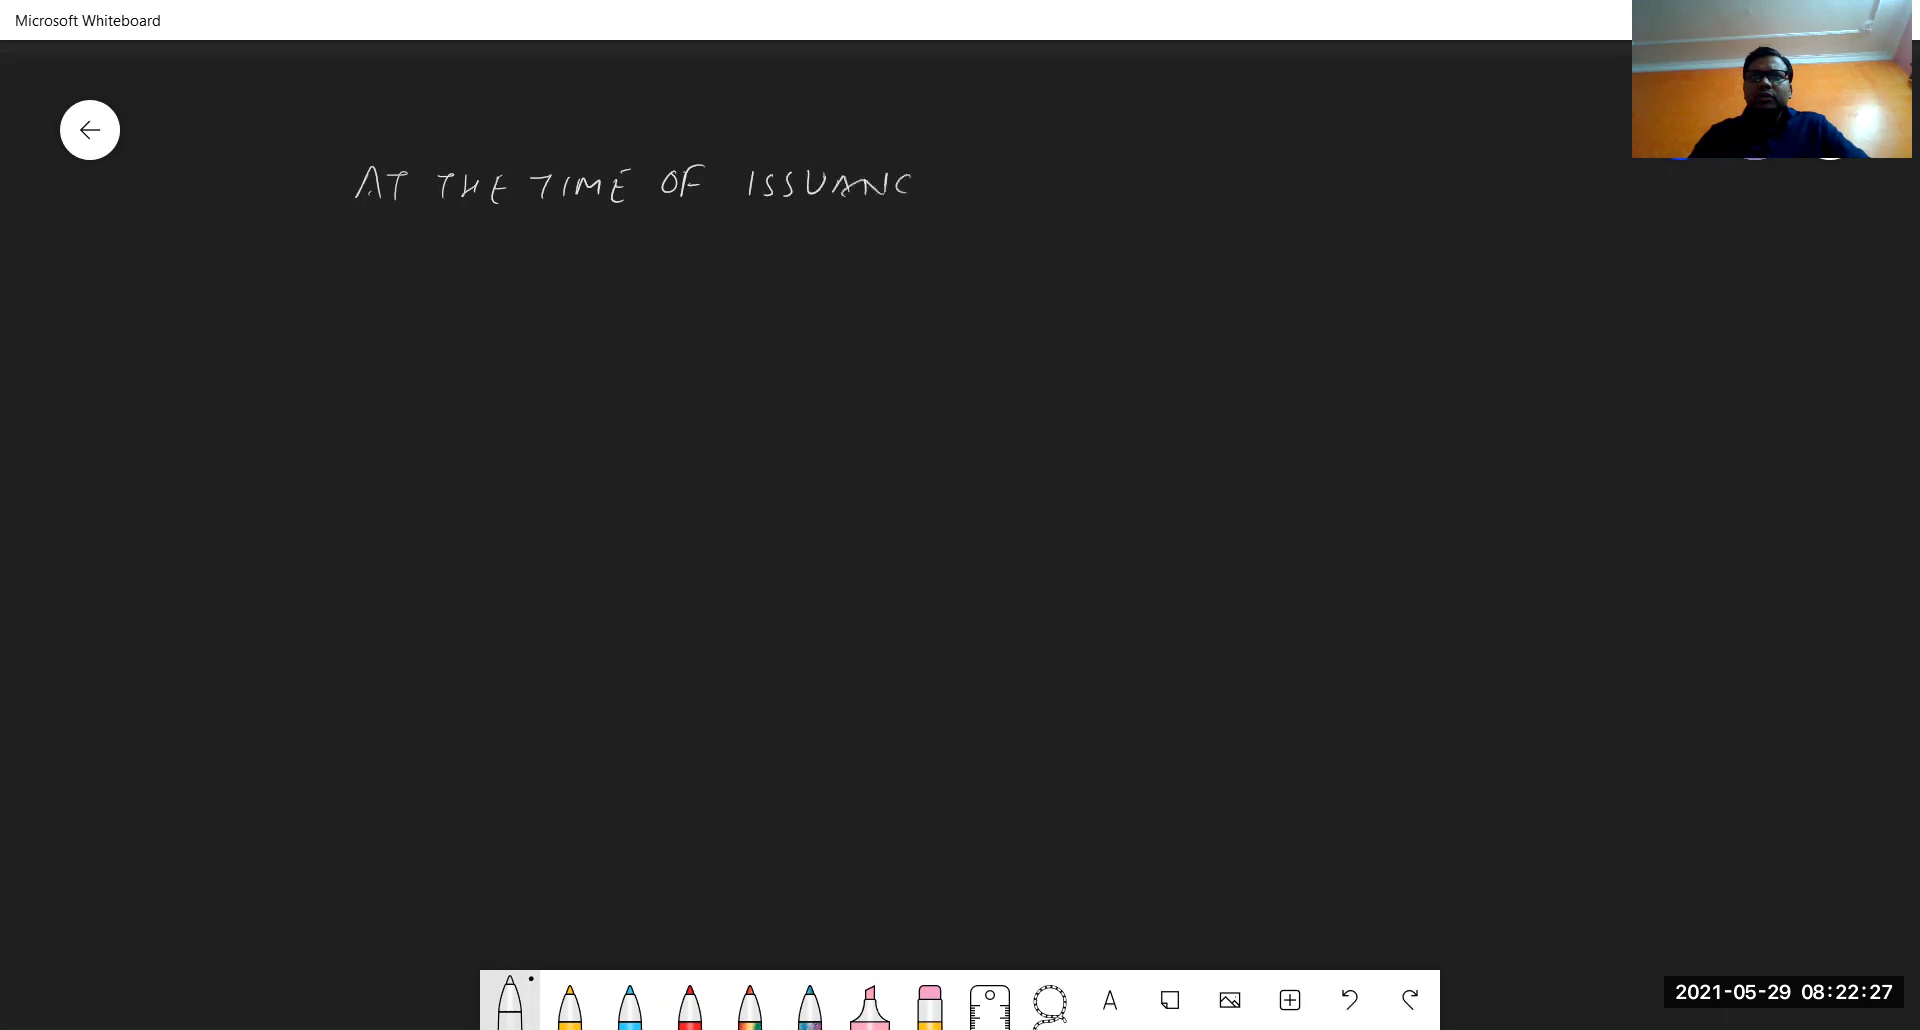 Microsoft Whiteboard
AT THE TIME OF ISSUANC
A
2021-05-29 08:22:27